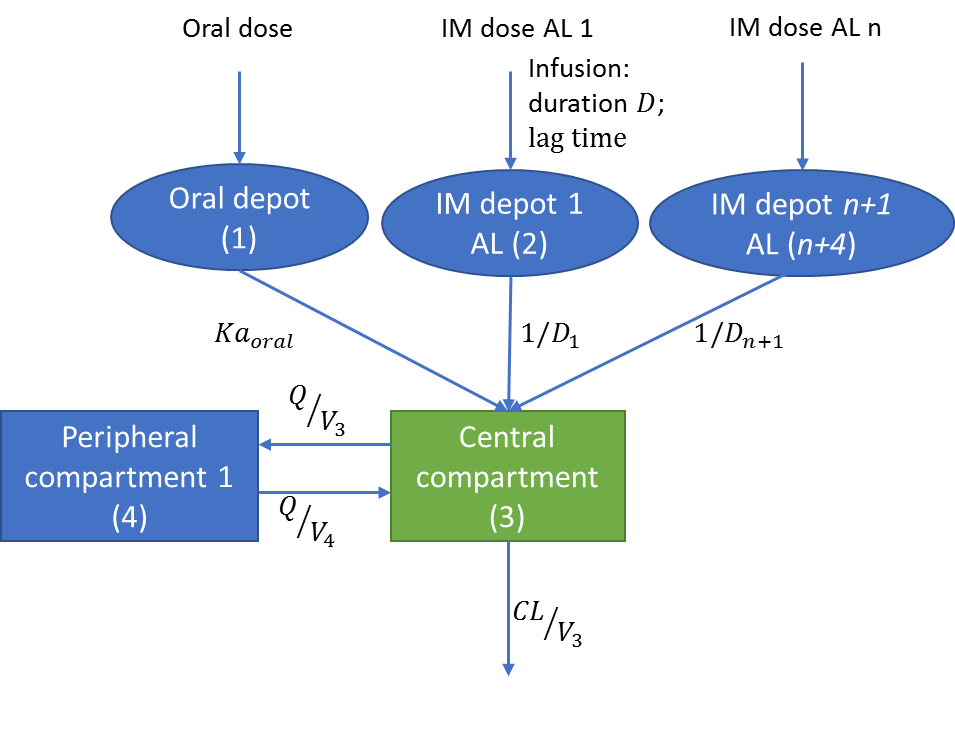 Oral dose
IM dose AL 1
IM dose AL n
Infusion:
duration D;
lag time
Oral depot
(1)
IM depot 1
AL (2)
IM depot n+1
AL (n+4)
Ka_oral
1/D_1
1/D_{n+1}
Q/V_3
Peripheral
compartment 1
(4)
Central
compartment
(3)
Q/V_4
CL/V_3